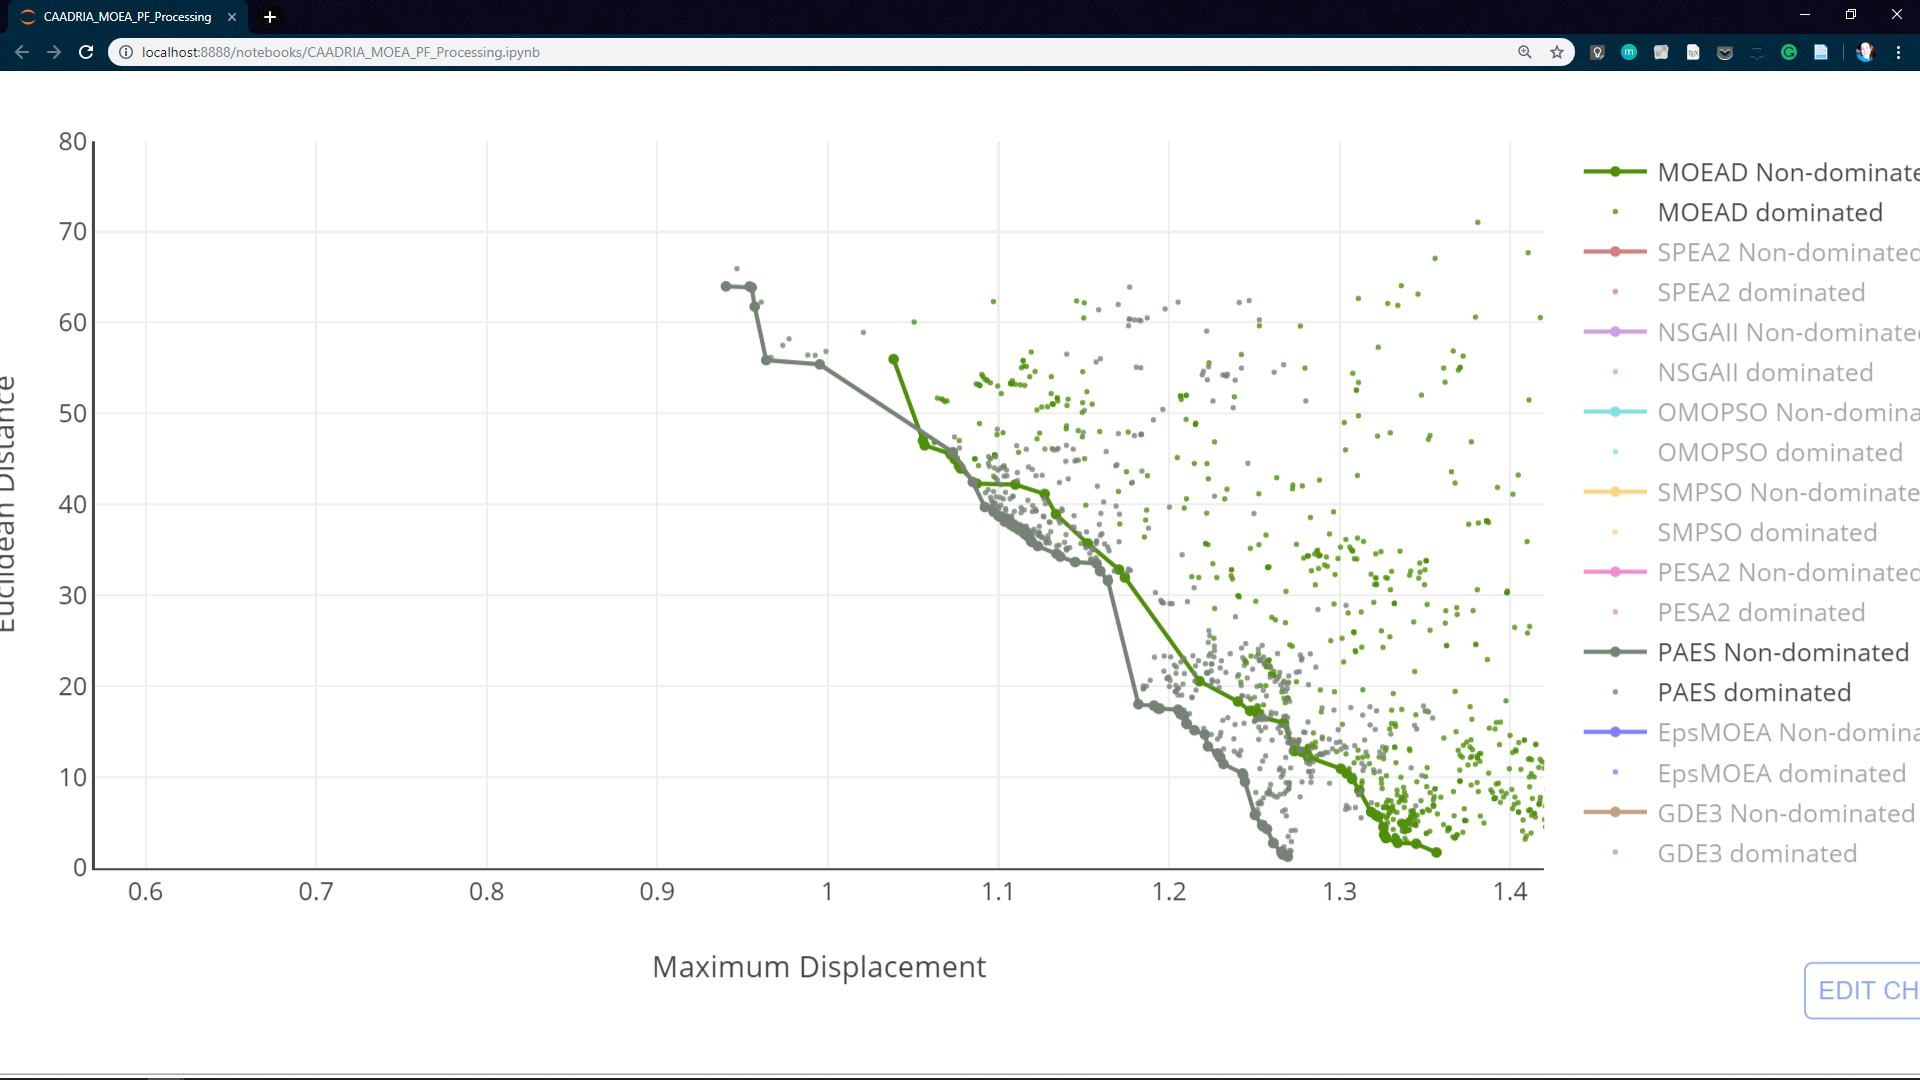 CAADRIA_MOEA_PF_Processing
localhost:8888/notebooks/CAADRIA_MOEA_PF_Processing.ipynb
80
70
60
50
40
30
20
10
0
Euclidean Distance
0.6 0.7 0.8 0.9 1 1.1 1.2 1.3 1.4
Maximum Displacement
MOEAD Non-dominate
MOEAD dominated
SPEA2 Non-dominated
SPEA2 dominated
NSGAII Non-dominated
NSGAII dominated
OMOPSO Non-domina
OMOPSO dominated
SMPSO Non-dominate
SMPSO dominated
PESA2 Non-dominated
PESA2 dominated
PAES Non-dominated
PAES dominated
EpsMOEA Non-domina
EpsMOEA dominated
GDE3 Non-dominated
GDE3 dominated
EDIT CH